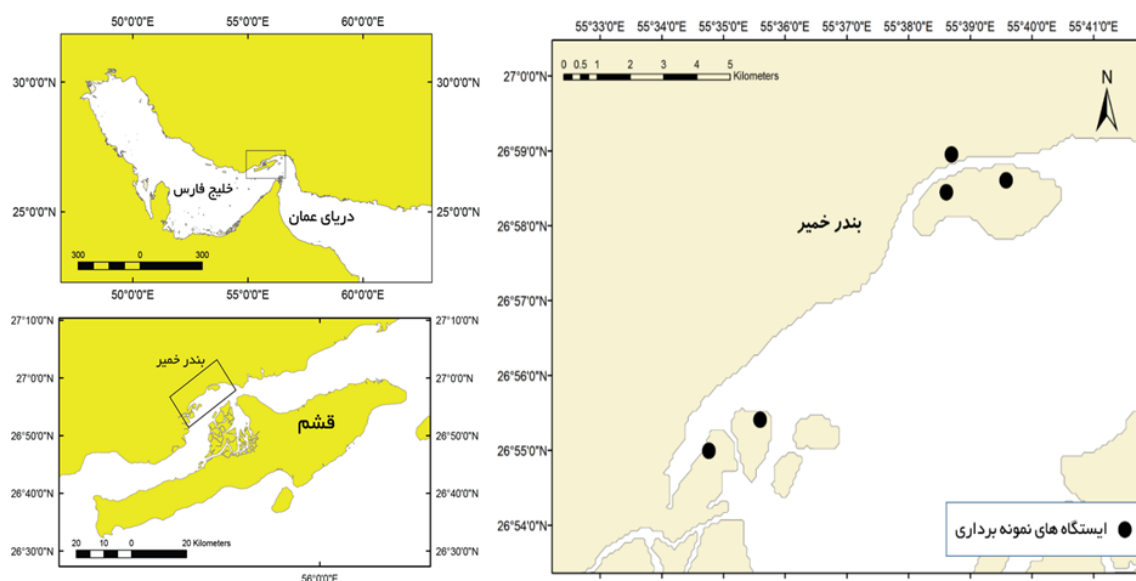 50°0'0"E 55°0'0"E 60°0'0"E
30°0'0"N 30°0'0"N
خلیج فارس
25°0'0"N 25°0'0"N
دریای عمان
300 0 300
50°0'0"E 55°0'0"E 60°0'0"E
27°10'0"N 27°10'0"N
بندر خمیر
27°0'0"N 27°0'0"N
قشم
26°50'0"N 26°50'0"N
26°40'0"N 26°40'0"N
20 10 0 20 Kilometers
26°30'0"N 26°30'0"N
56°0'0"E
55°33'0"E 55°34'0"E 55°35'0"E 55°36'0"E 55°37'0"E 55°38'0"E 55°39'0"E 55°40'0"E 55°41'0"E
0 0.5 1 2 3 4 5
Kilometers
27°0'0"N
N
26°59'0"N
بندر خمیر
26°58'0"N
26°57'0"N
26°56'0"N
26°55'0"N
26°54'0"N
ایستگاه های نمونه برداری